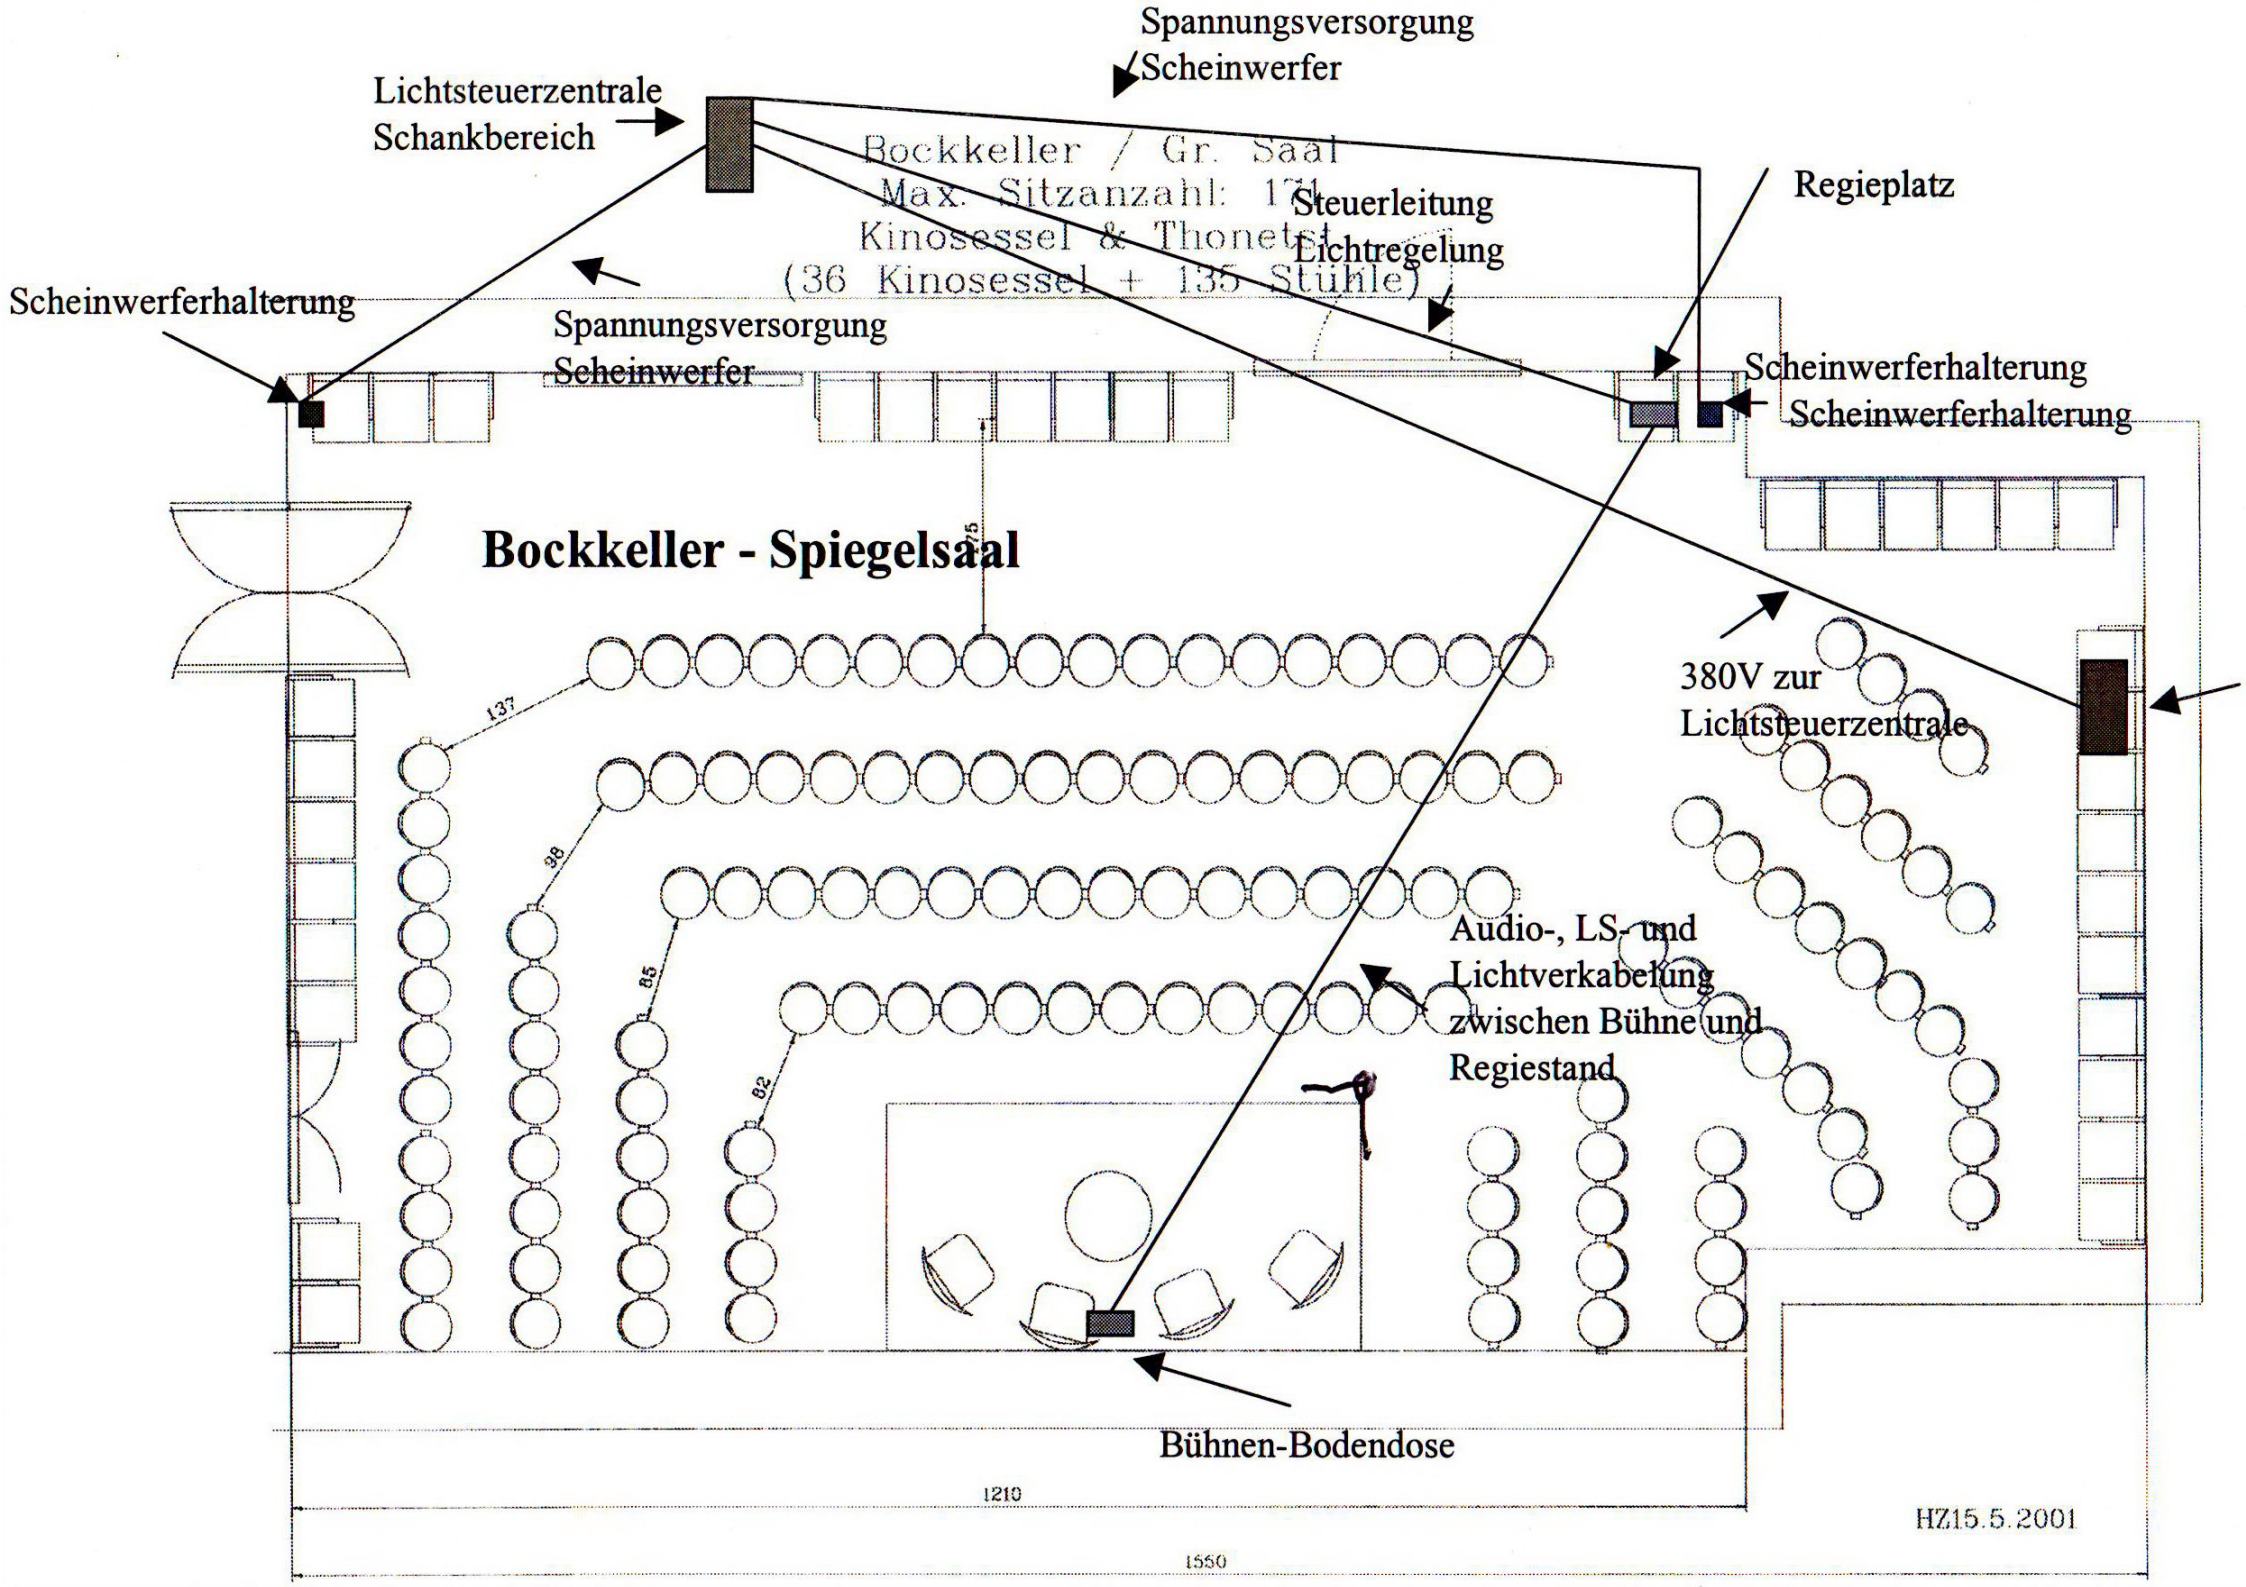 Spannungsversorgung
Scheinwerfer
Lichtsteuerzentrale
Schankbereich
Bockkeller / Gr. Saal
Max. Sitzanzahl: 171
Kinosessel & Thonetst.
(36 Kinosessel + 135 Stühle)
Steuerleitung
Lichtregelung
Regieplatz
Scheinwerferhalterung
Spannungsversorgung
Scheinwerfer
Scheinwerferhalterung
Scheinwerferhalterung
Bockkeller - Spiegelsaal
137
380V zur
Lichtsteuerzentrale
98
85
Audio-, LS- und
Lichtverkabelung
zwischen Bühne und
Regiestand
82
Bühnen-Bodendose
1210
HZ15.5.2001
1550